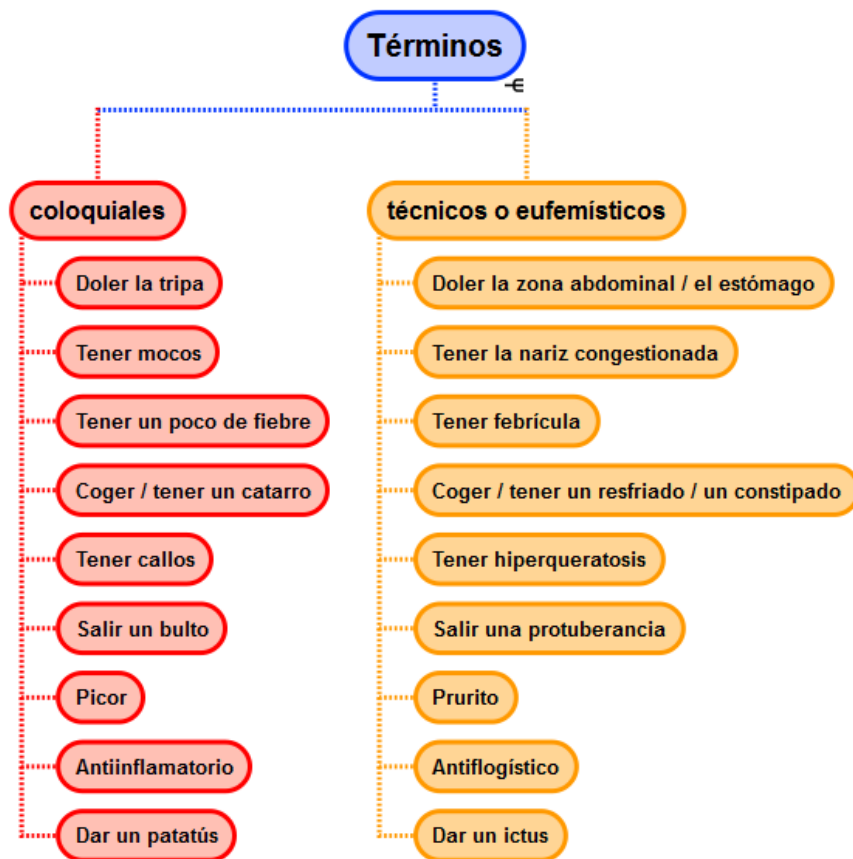 Términos
coloquiales
Doler la tripa
Tener mocos
Tener un poco de fiebre
Coger / tener un catarro
Tener callos
Salir un bulto
Picor
Antiinflamatorio
Dar un patatús
técnicos o eufemísticos
Doler la zona abdominal / el estómago
Tener la nariz congestionada
Tener febrícula
Coger / tener un resfriado / un constipado
Tener hiperqueratosis
Salir una protuberancia
Prurito
Antiflogístico
Dar un ictus